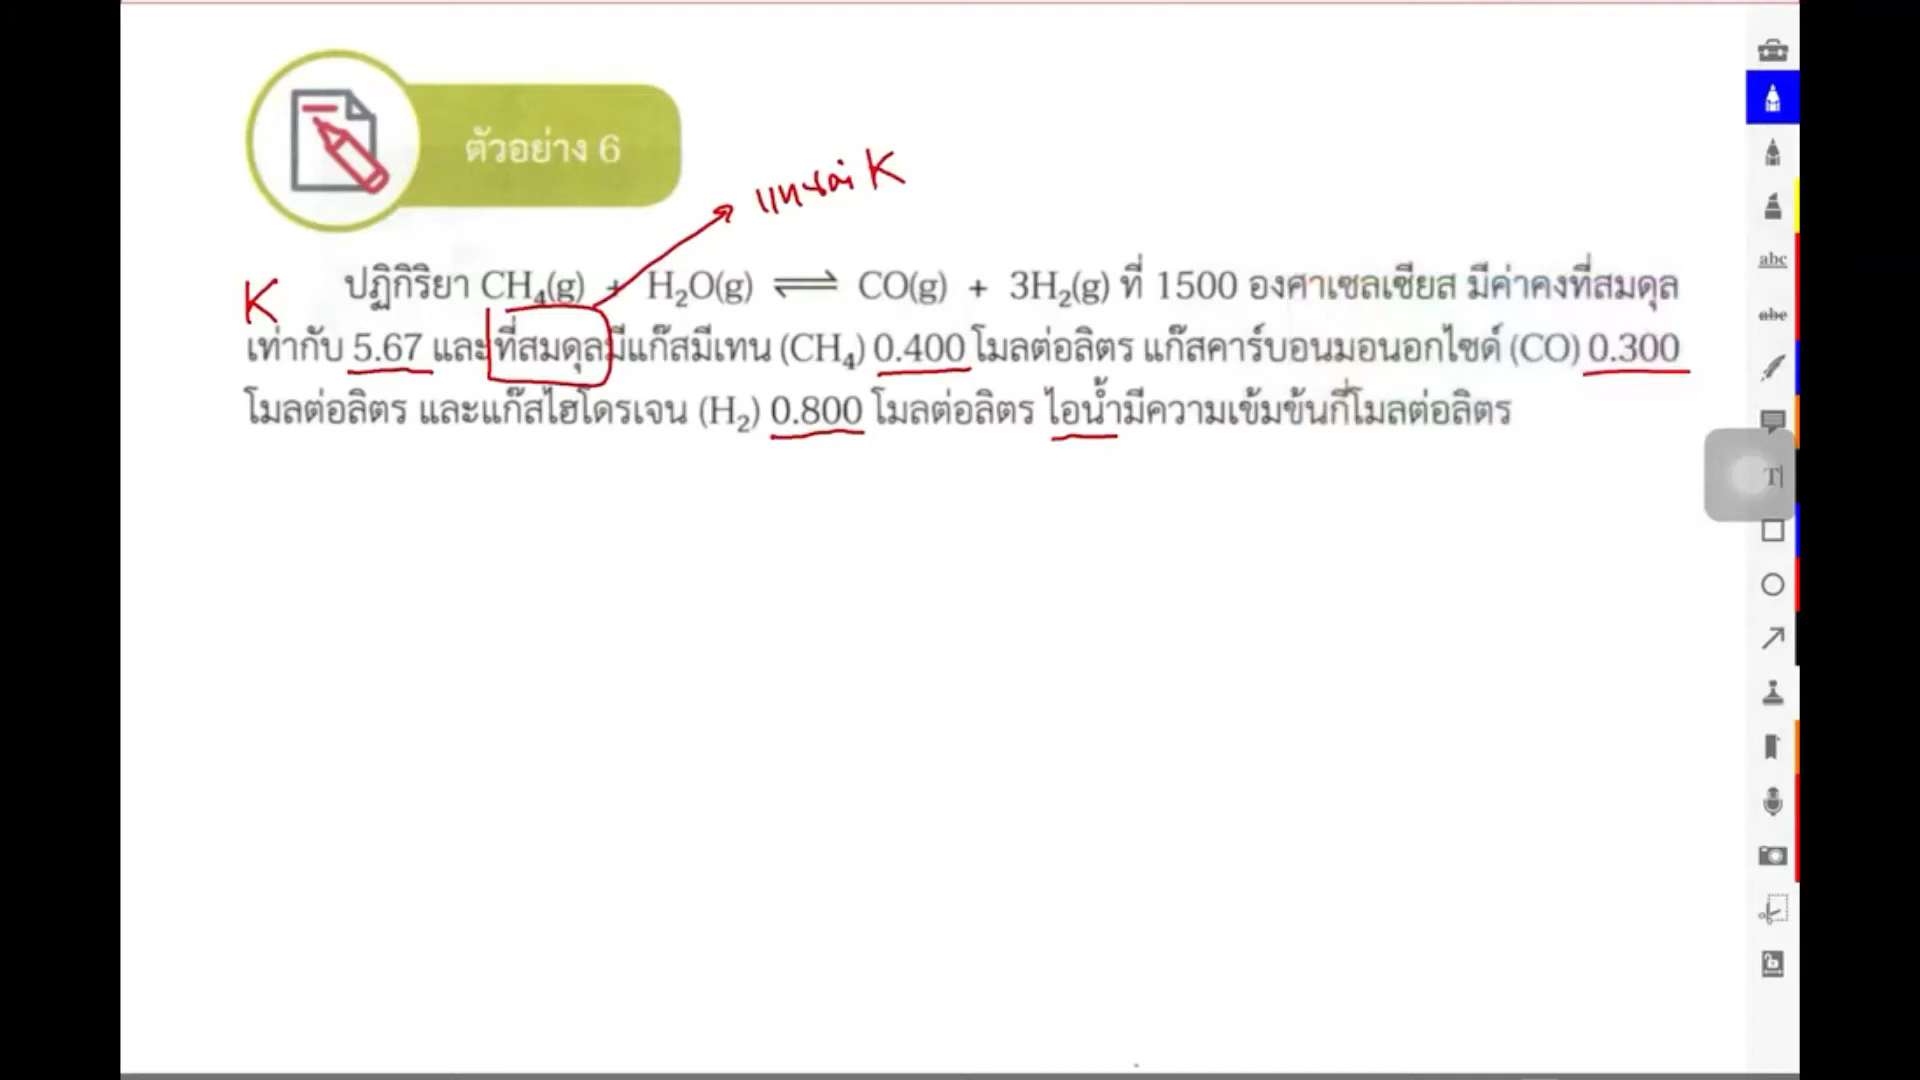 ตัวอย่าง 6
แทนค่า K
K
ปฏิกิริยา CH₄(g) + H₂O(g) ⇌ CO(g) + 3H₂(g) ที่ 1500 องศาเซลเซียส มีค่าคงที่สมดุล
เท่ากับ 5.67 และที่สมดุลมีแก๊สมีเทน (CH₄) 0.400 โมลต่อลิตร แก๊สคาร์บอนมอนอกไซด์ (CO) 0.300
โมลต่อลิตร และแก๊สไฮโดรเจน (H₂) 0.800 โมลต่อลิตร ไอน้ำมีความเข้มข้นกี่โมลต่อลิตร
abc
abc
T|